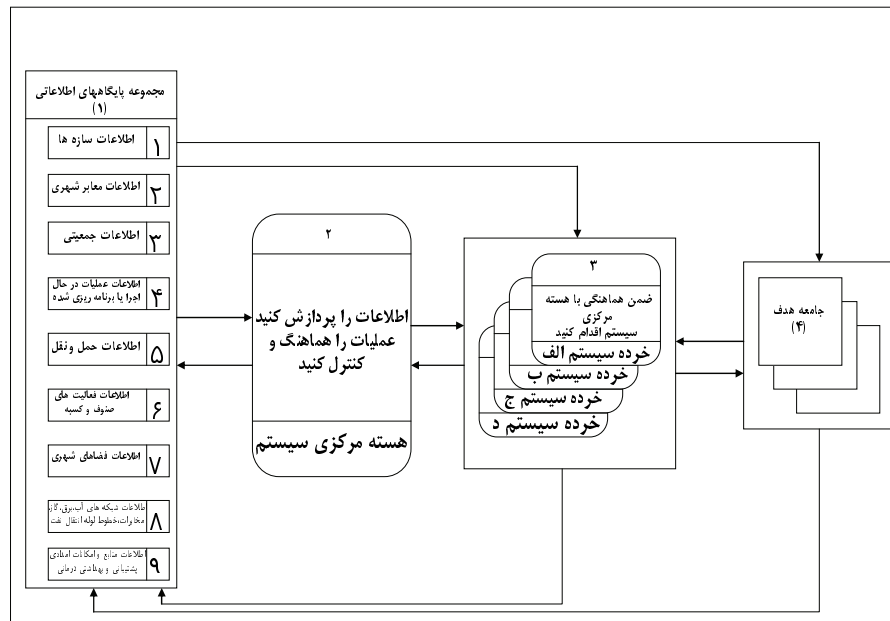 مجموعه پایگاههای اطلاعاتی
(۱)
۱ اطلاعات سازه ها
۲ اطلاعات معابر شهری
۳ اطلاعات جمعیتی
۴ اطلاعات عملیات در حال
اجرا یا برنامه ریزی شده
۵ اطلاعات حمل ونقل
۶ اطلاعات فعالیت های
صنوف و کسبه
۷ اطلاعات فضاهای شهری
۸ اطلاعات شبکه های آب،برق،گاز،
مخابرات،خطوط لوله انتقال نفت
۹ اطلاعات منابع و امکانات امدادی
پشتیبانی و بهداشتی درمانی
۲
اطلاعات را پردازش کنید
عملیات را هماهنگ و
کنترل کنید
هسته مرکزی سیستم
۳
ضمن هماهنگی با هسته
مرکزی
سیستم اقدام کنید
خرده سیستم الف
خرده سیستم ب
خرده سیستم ج
خرده سیستم د
جامعه هدف
(۴)